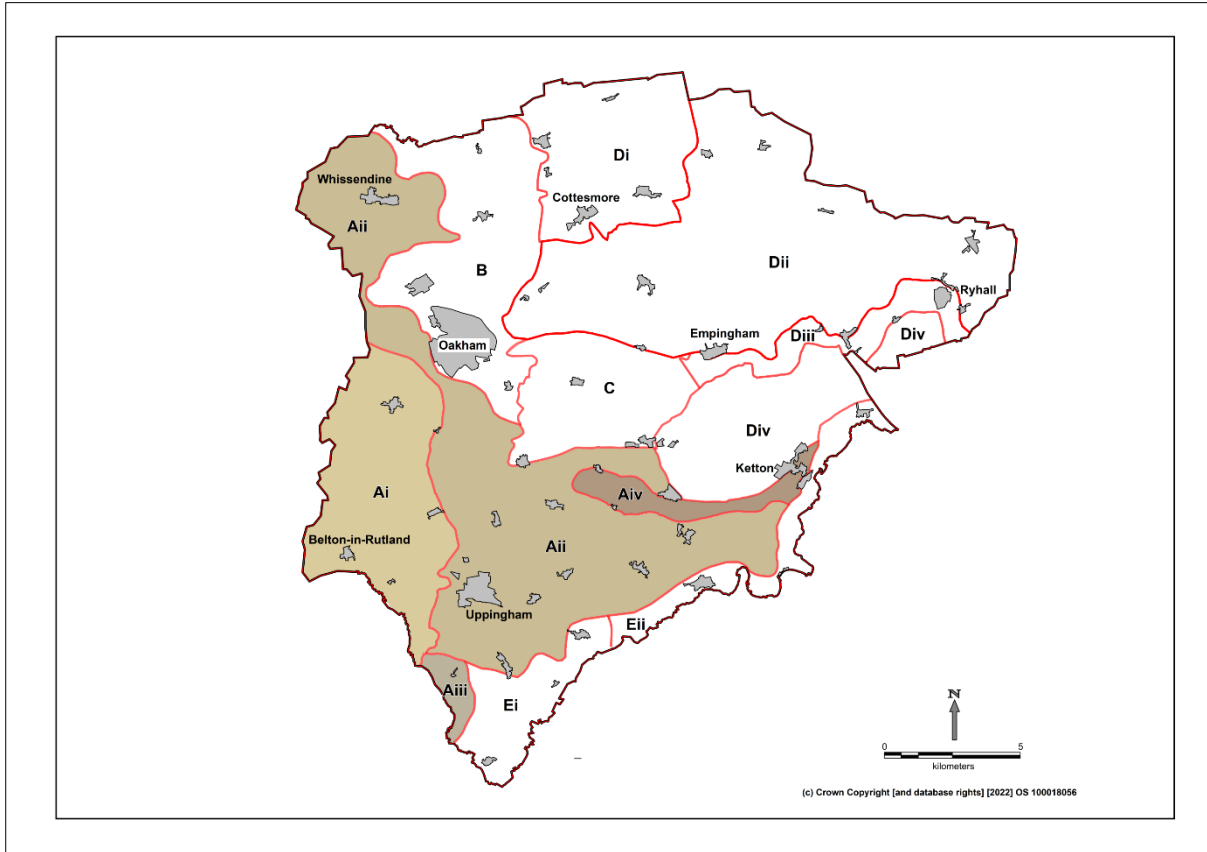 Di
Whissendine
Cottesmore
Aii
Dii
B
Ryhall
Empingham
Diii
Div
Oakham
C
Div
Ketton
Ai
Aiv
Belton-in-Rutland
Aii
Uppingham
Eii
Aiii
Ei
N
0
5
kilometers
(c) Crown Copyright [and database rights] [2022] OS 100018056